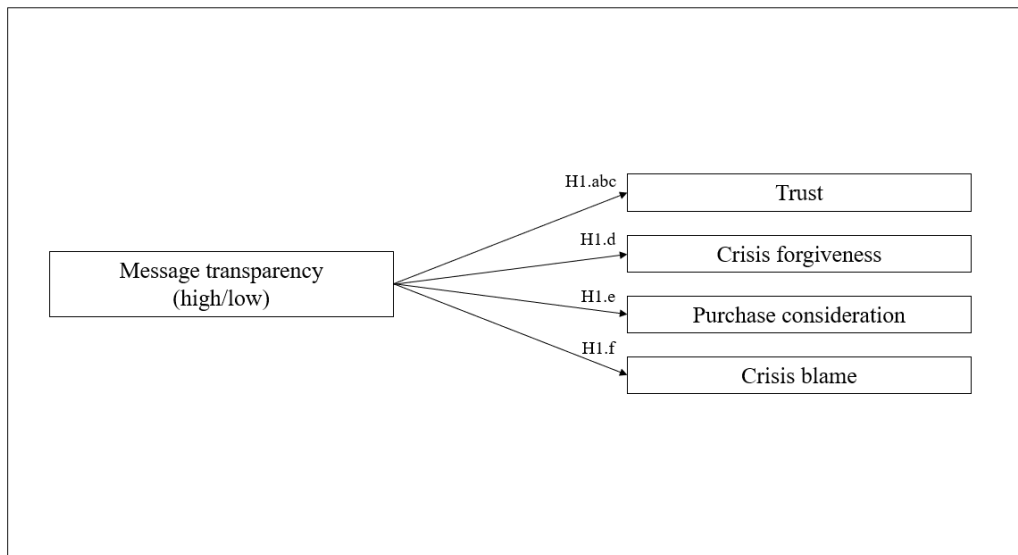 H1.abc
Trust
H1.d
Crisis forgiveness
Message transparency
(high/low)
H1.e
Purchase consideration
H1.f
Crisis blame